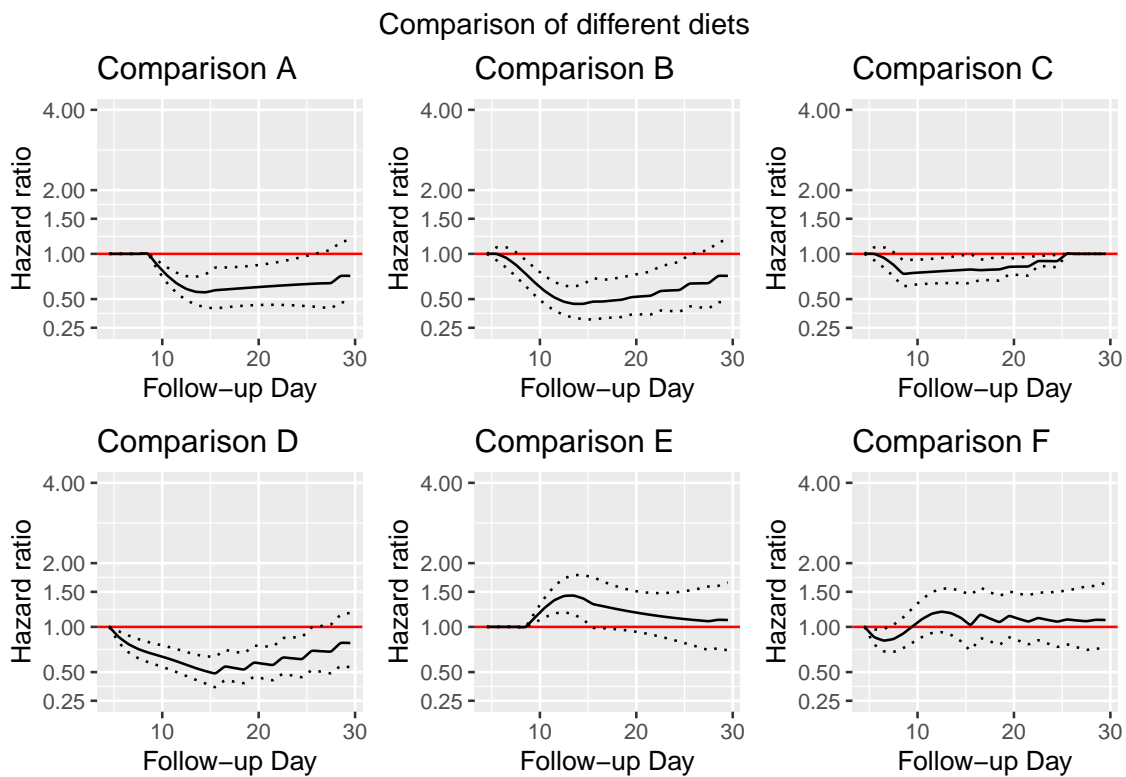 Comparison of different diets
Comparison A
Comparison B
Comparison C
4.00
2.00
1.50
1.00
0.50
0.25
Hazard ratio
10 20 30
Follow−up Day
4.00
2.00
1.50
1.00
0.50
0.25
Hazard ratio
10 20 30
Follow−up Day
4.00
2.00
1.50
1.00
0.50
0.25
Hazard ratio
10 20 30
Follow−up Day
Comparison D
Comparison E
Comparison F
4.00
2.00
1.50
1.00
0.50
0.25
Hazard ratio
10 20 30
Follow−up Day
4.00
2.00
1.50
1.00
0.50
0.25
Hazard ratio
10 20 30
Follow−up Day
4.00
2.00
1.50
1.00
0.50
0.25
Hazard ratio
10 20 30
Follow−up Day